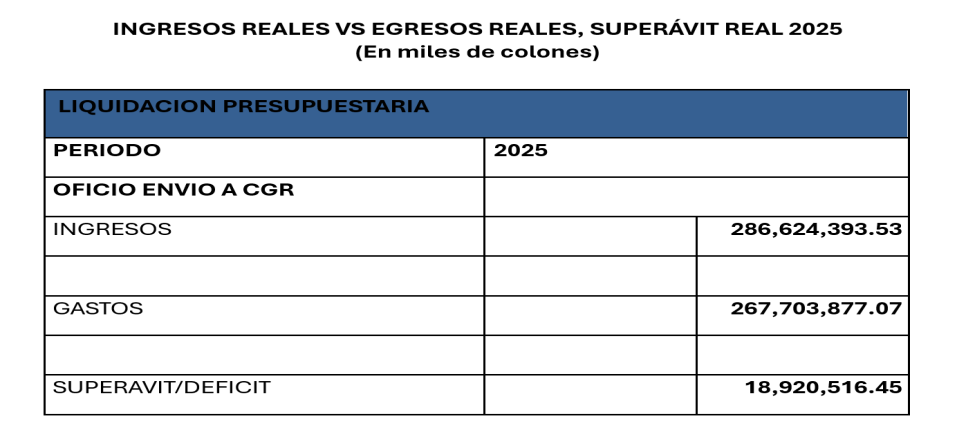 INGRESOS REALES VS EGRESOS REALES, SUPERÁVIT REAL 2025
(En miles de colones)
LIQUIDACION PRESUPUESTARIA
PERIODO 2025
OFICIO ENVIO A CGR
INGRESOS 286,624,393.53
GASTOS 267,703,877.07
SUPERAVIT/DEFICIT 18,920,516.45